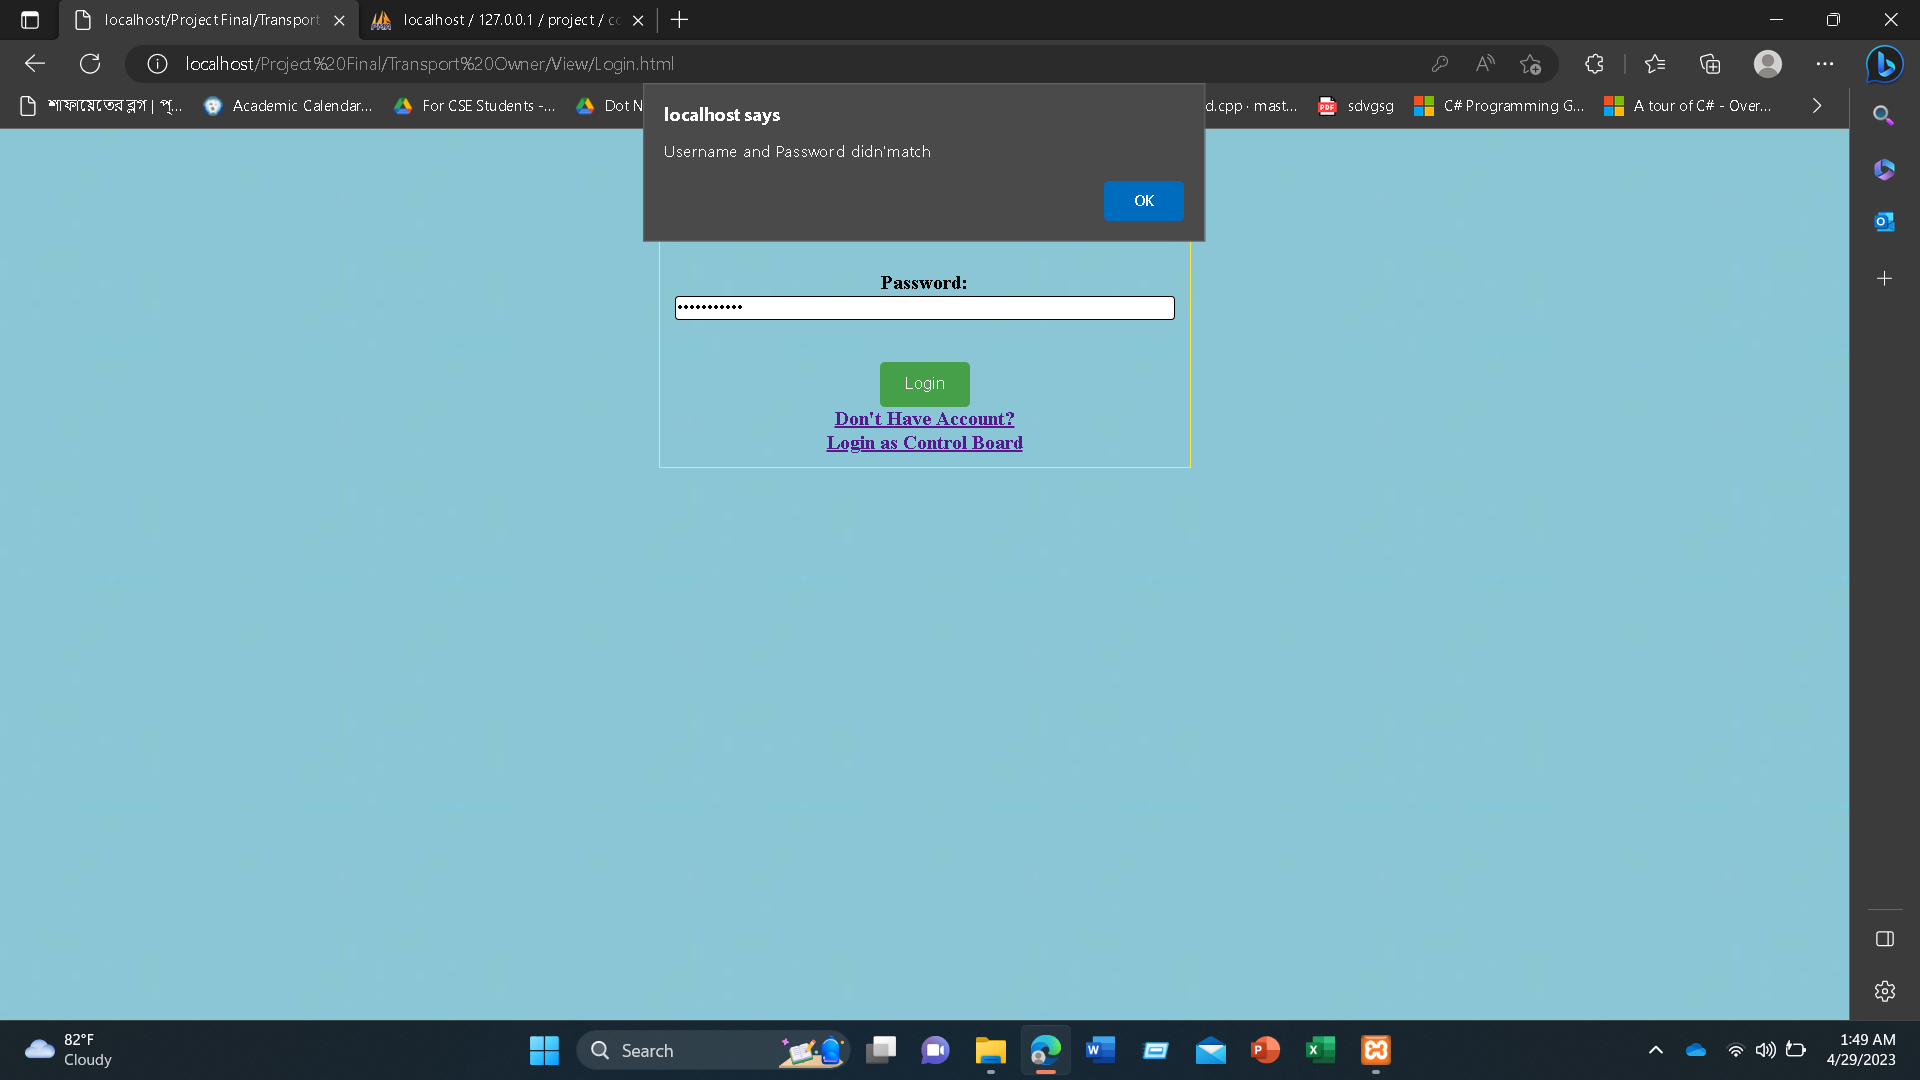 localhost/Project Final/Transport
localhost / 127.0.0.1 / project / co
localhost/Project%20Final/Transport%20Owner/View/Login.html
শাফায়েতের ব্লগ | প্...
Academic Calendar...
For CSE Students -...
Dot N
d.cpp · mast...
sdvgsg
C# Programming G...
A tour of C# - Over...
localhost says
Username and Password didn'match
OK
Password:
Login
Don't Have Account?
Login as Control Board
82°F
Cloudy
Search
1:49 AM
4/29/2023